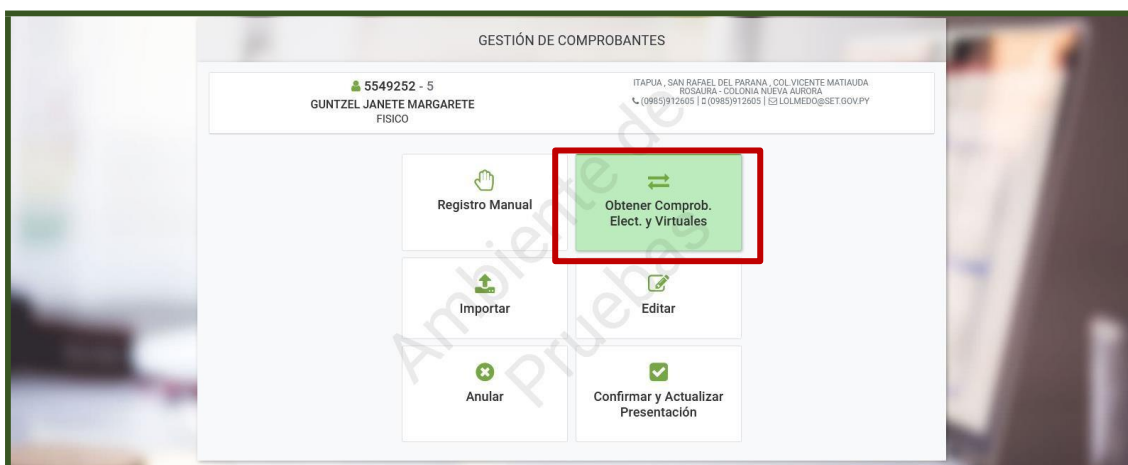 GESTIÓN DE COMPROBANTES
5549252 - 5
GUNTZEL JANETE MARGARETE
FISICO
ITAPUA , SAN RAFAEL DEL PARANA , COL.VICENTE MATIAUDA
ROSAURA - COLONIA NUEVA AURORA
(0985)912605 | (0985)912605 | LOLMEDO@SET.GOV.PY
Registro Manual
Obtener Comprob.
Elect. y Virtuales
Importar
Editar
Anular
Confirmar y Actualizar
Presentación
Ambiente de
Pruebas